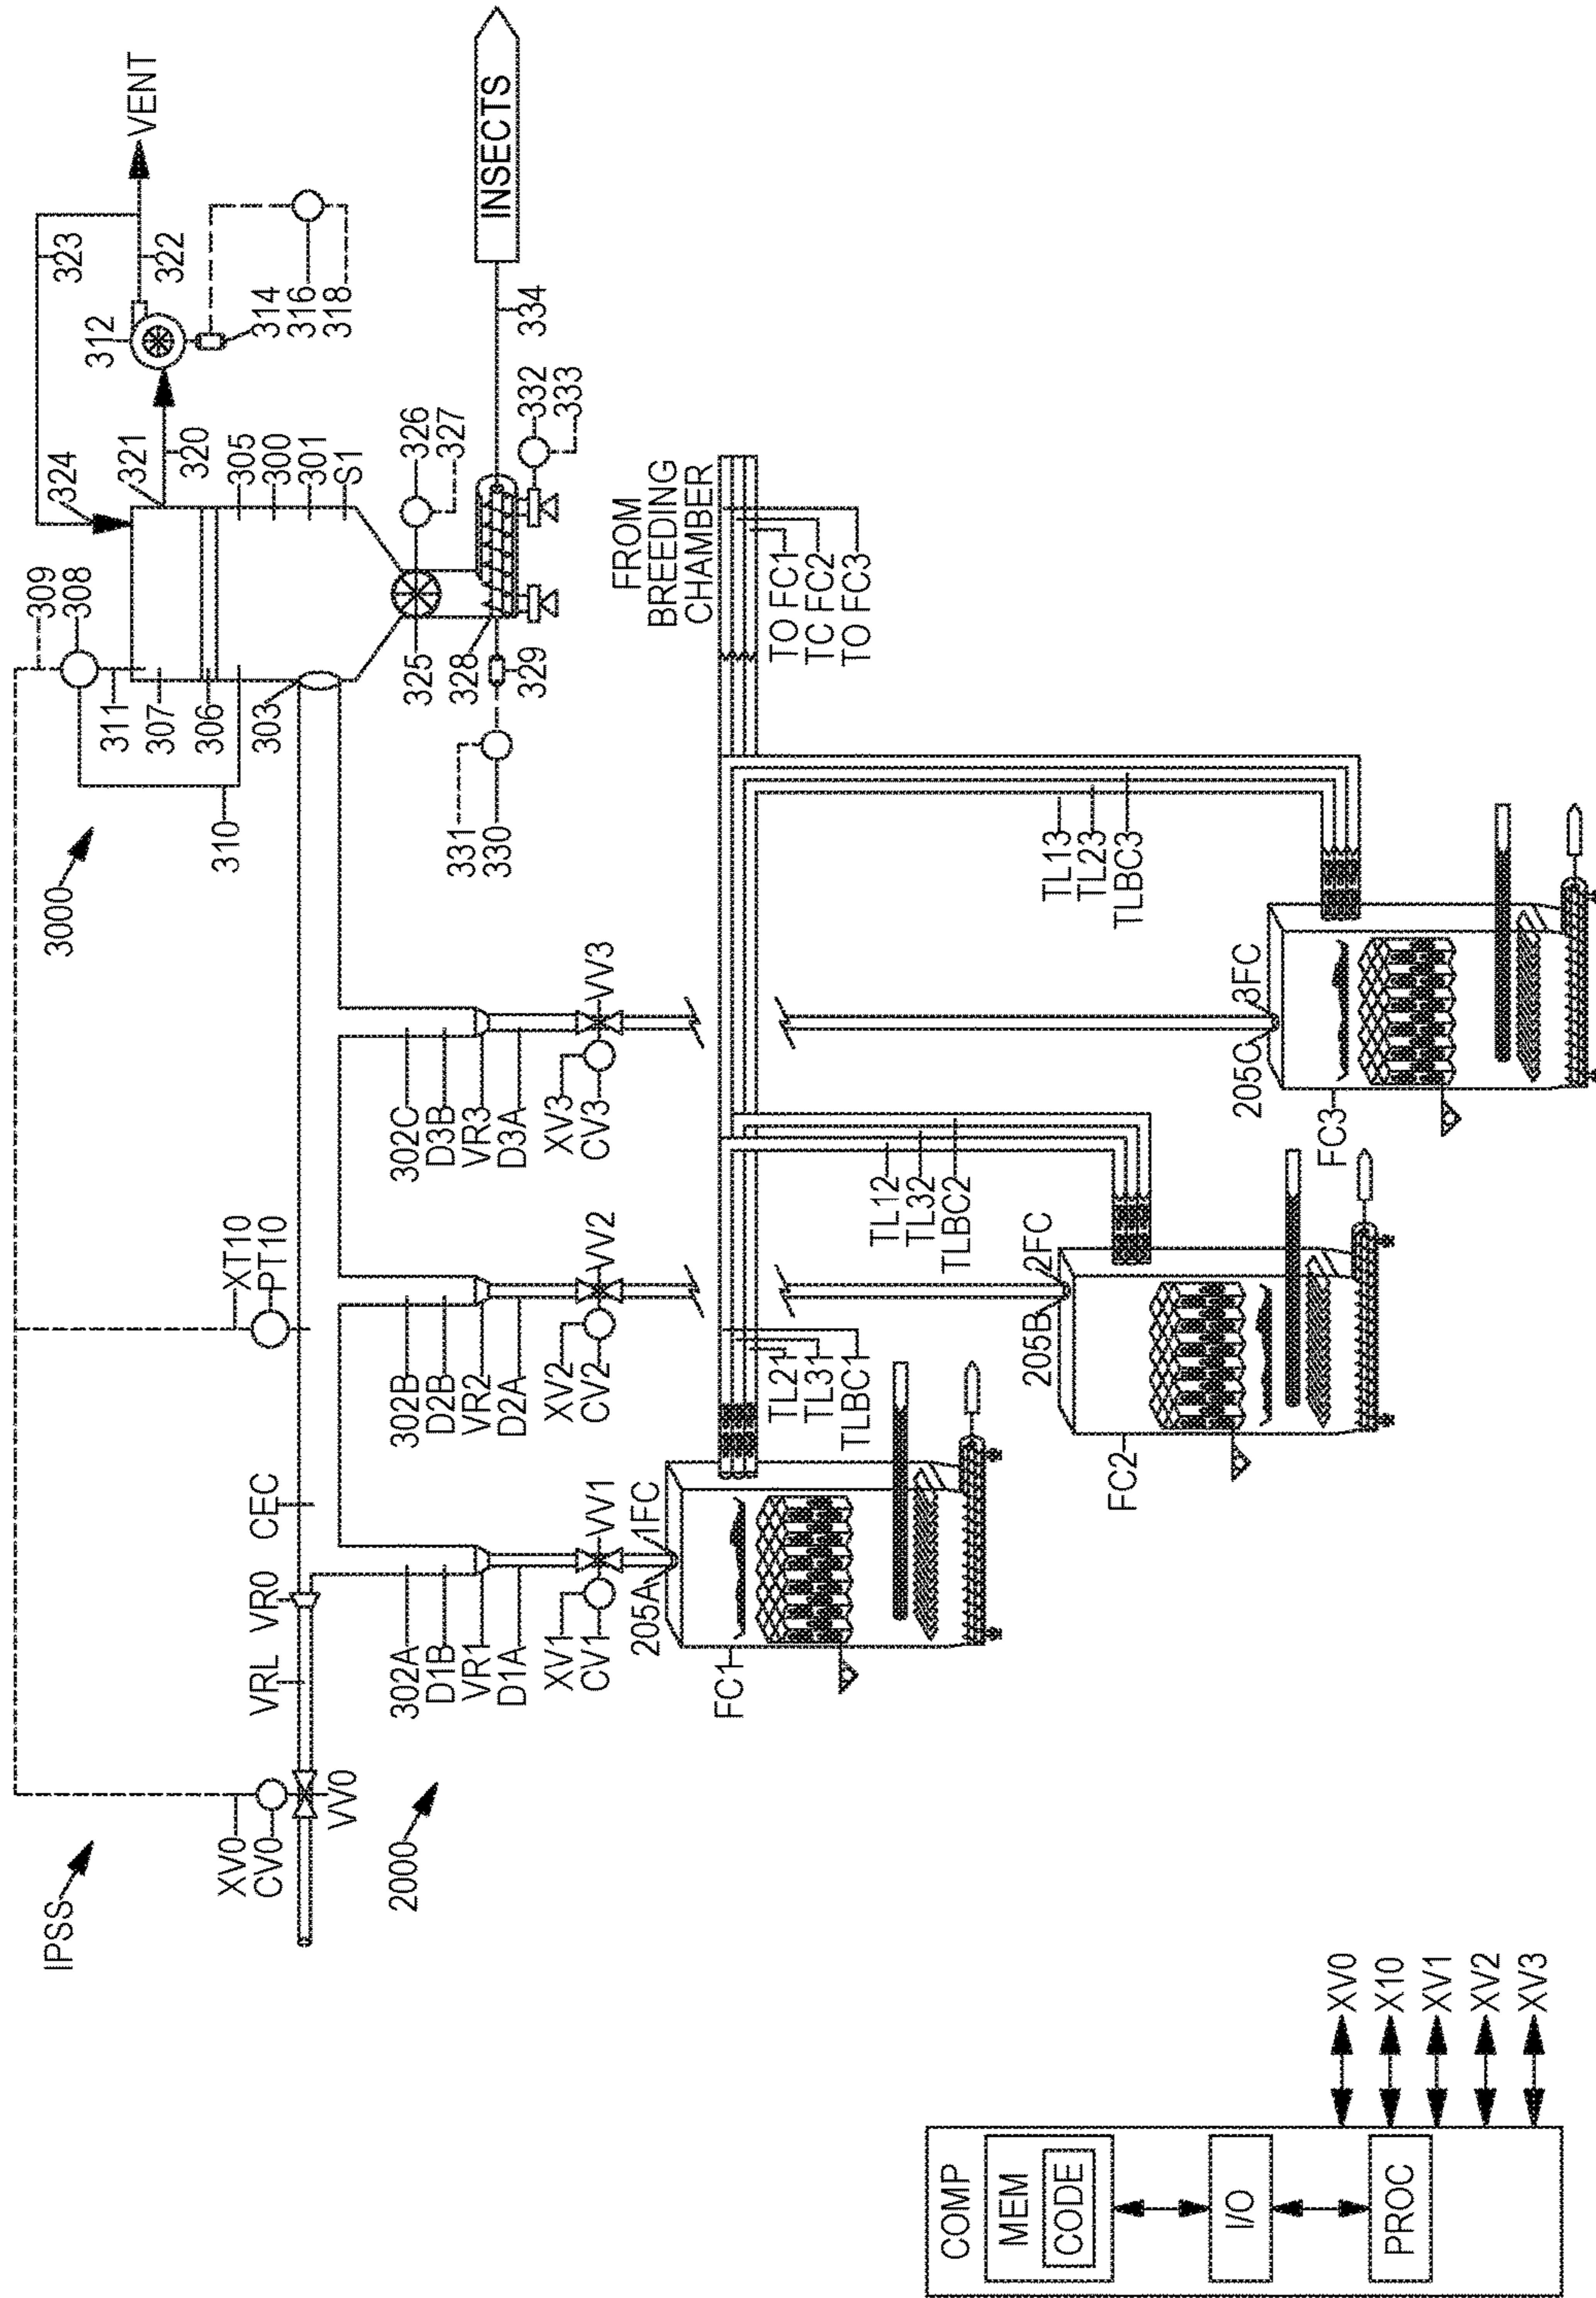 IPSS
XV0
CV0
VV0
VRL
VR0
CEC
XT10
PT10
3000
309
308
311
307
306
303
310
324
323
321
320
305
300
301
S1
312
322
VENT
314
316
318
325
326
327
328
329
331
330
332
333
334
INSECTS
2000
302A
D1B
VR1
D1A
XV1
CV1
VV1
205A
1FC
FC1
302B
D2B
VR2
D2A
XV2
CV2
VV2
205B
2FC
FC2
302C
D3B
VR3
D3A
XV3
CV3
VV3
205C
3FC
FC3
TL21
TL31
TLBC1
TL12
TL32
TLBC2
TL13
TL23
TLBC3
FROM
BREEDING
CHAMBER
TO FC1
TC FC2
TO FC3
COMP
MEM
CODE
I/O
PROC
XV0
X10
XV1
XV2
XV3